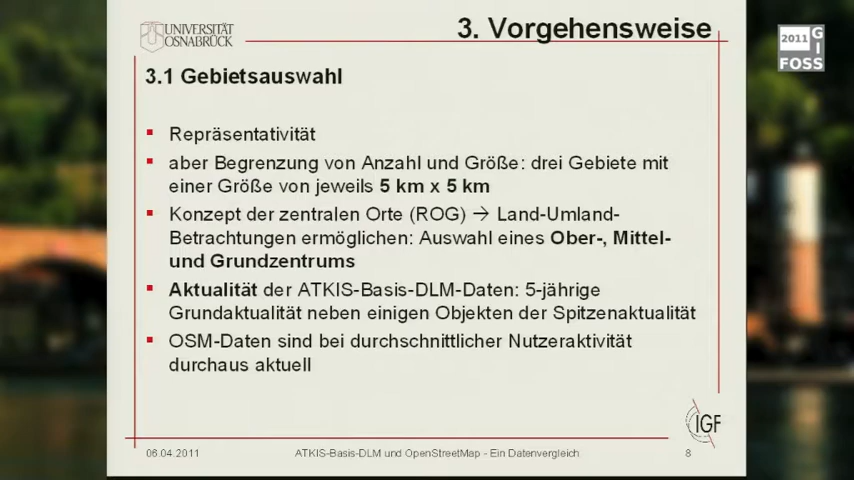 UNIVERSITÄT
OSNABRÜCK
3. Vorgehensweise
2011 GI
FOSS
3.1 Gebietsauswahl
Repräsentativität
aber Begrenzung von Anzahl und Größe: drei Gebiete mit
einer Größe von jeweils 5 km x 5 km
Konzept der zentralen Orte (ROG) → Land-Umland-
Betrachtungen ermöglichen: Auswahl eines Ober-, Mittel-
und Grundzentrums
Aktualität der ATKIS-Basis-DLM-Daten: 5-jährige
Grundaktualität neben einigen Objekten der Spitzenaktualität
OSM-Daten sind bei durchschnittlicher Nutzeraktivität
durchaus aktuell
IGF
06.04.2011 ATKIS-Basis-DLM und OpenStreetMap - Ein Datenvergleich 8